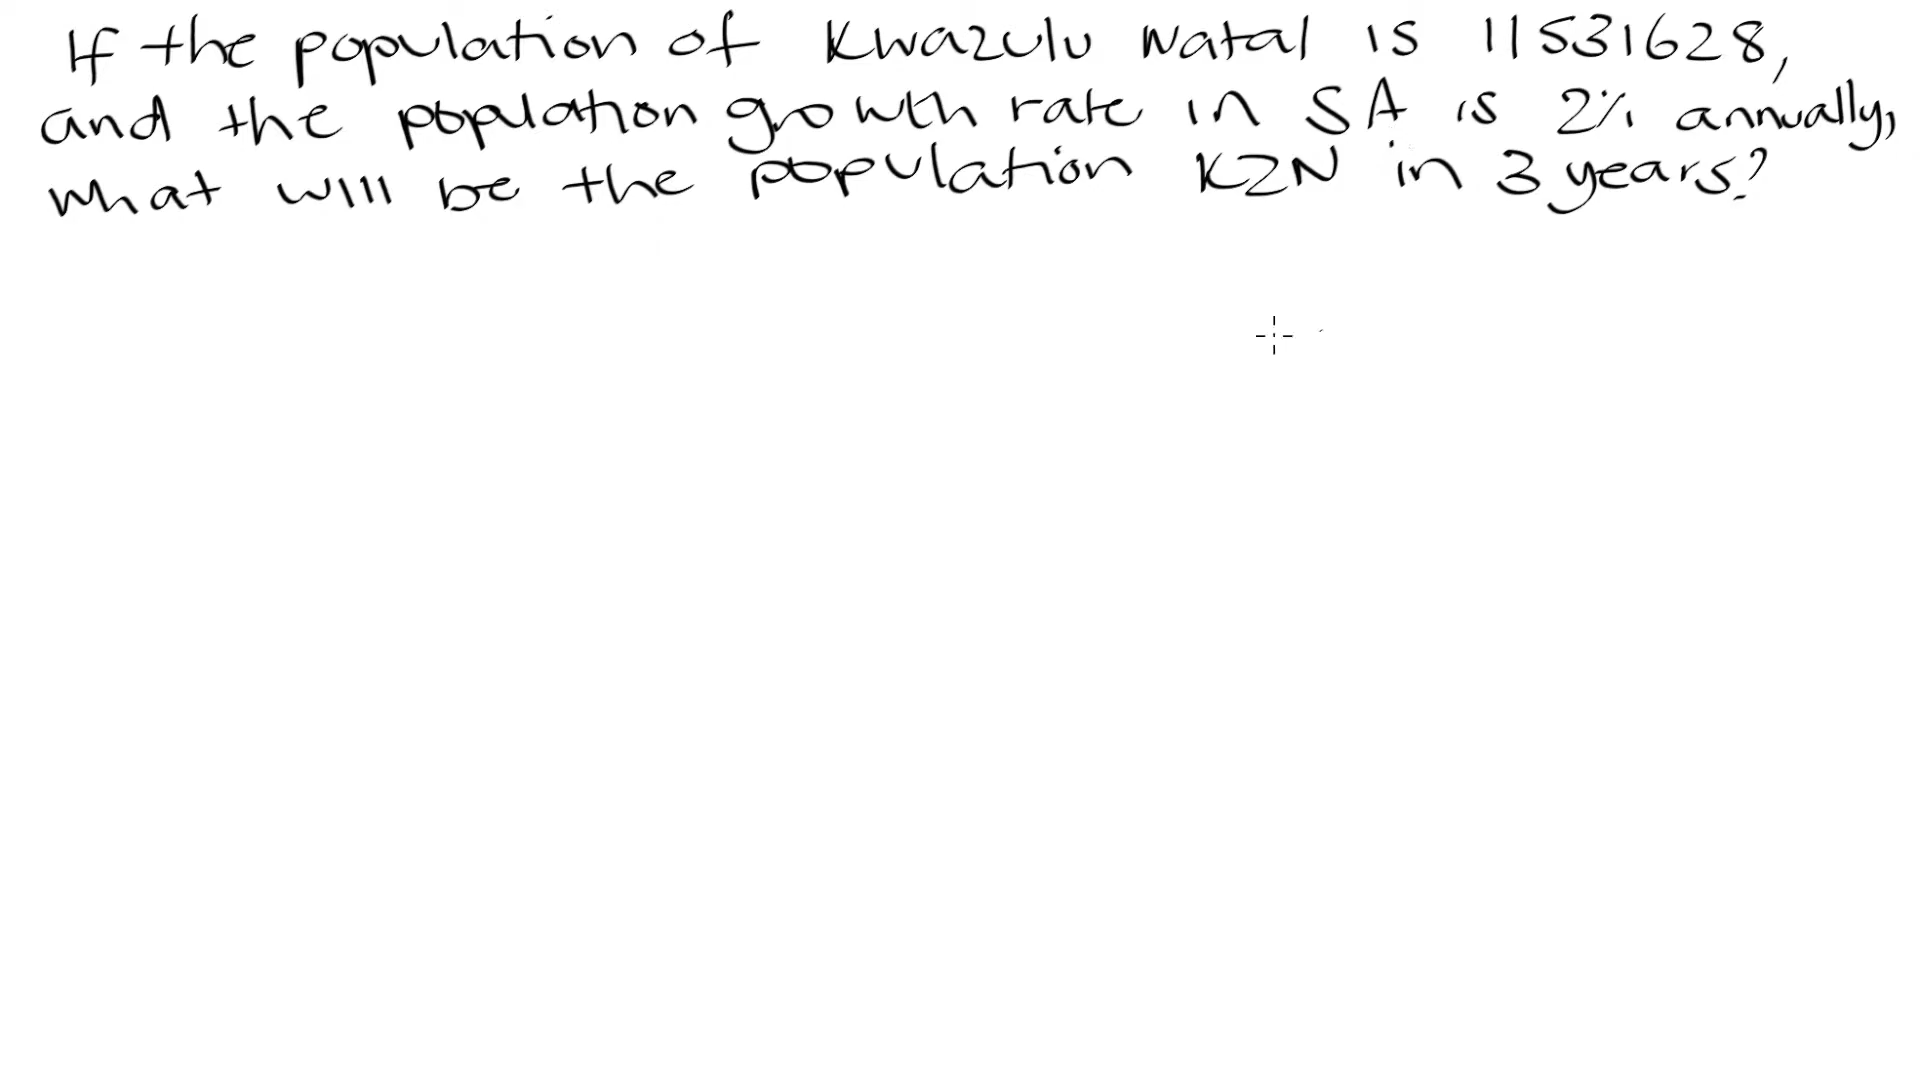 If the population of Kwazulu Natal is 11531628,
and the population growth rate in SA is 2% annually,
what will be the population KZN in 3 years?